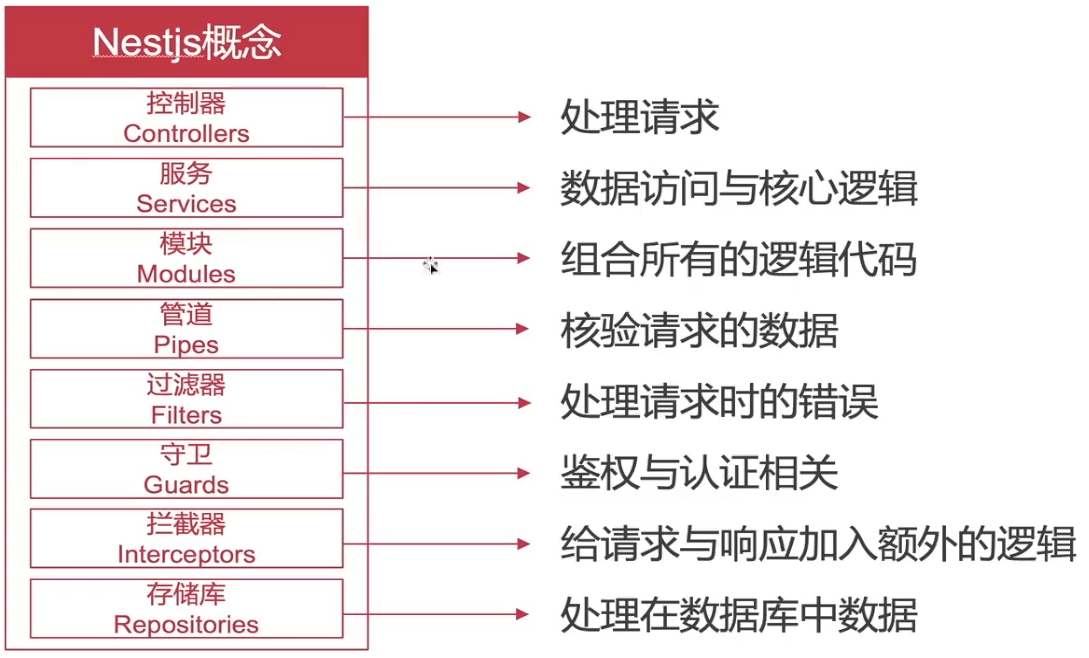 Nestjs概念
控制器
Controllers
处理请求
服务
Services
数据访问与核心逻辑
模块
Modules
组合所有的逻辑代码
管道
Pipes
核验请求的数据
过滤器
Filters
处理请求时的错误
守卫
Guards
鉴权与认证相关
拦截器
Interceptors
给请求与响应加入额外的逻辑
存储库
Repositories
处理在数据库中数据